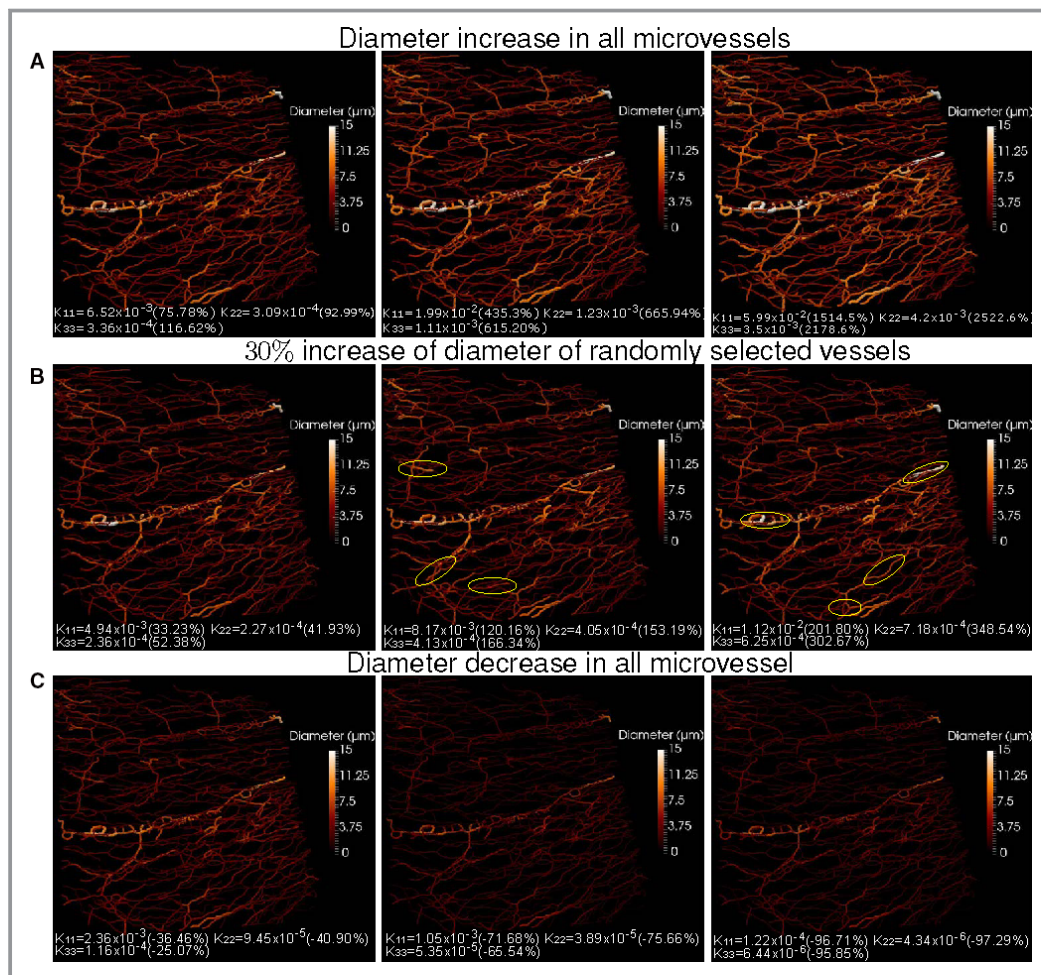 Diameter increase in all microvessels
A
Diameter (μm)
15
11.25
7.5
3.75
0
K11=6.52x10-3(75.78%) K22=3.09x10-4(92.99%)
K33=3.36x10-4(116.62%)
Diameter (μm)
15
11.25
7.5
3.75
0
K11=1.99x10-2(435.3%) K22=1.23x10-3(665.94%)
K33=1.11x10-3(615.20%)
Diameter (μm)
15
11.25
7.5
3.75
0
K11=5.99x10-2(1514.5%) K22=4.2x10-3(2522.6%)
K33=3.5x10-3(2178.6%)
30% increase of diameter of randomly selected vessels
B
Diameter (μm)
15
11.25
7.5
3.75
0
K11=4.94x10-3(33.23%) K22=2.27x10-4(41.93%)
K33=2.36x10-4(52.38%)
Diameter (μm)
15
11.25
7.5
3.75
0
K11=8.17x10-3(120.16%) K22=4.05x10-4(153.19%)
K33=4.13x10-4(166.34%)
Diameter (μm)
15
11.25
7.5
3.75
0
K11=1.12x10-2(201.80%) K22=7.18x10-4(348.54%)
K33=6.25x10-4(302.67%)
Diameter decrease in all microvessel
C
Diameter (μm)
15
11.25
7.5
3.75
0
K11=2.36x10-3(-36.46%) K22=9.45x10-5(-40.90%)
K33=1.16x10-4(-25.07%)
Diameter (μm)
15
11.25
7.5
3.75
0
K11=1.05x10-3(-71.68%) K22=3.89x10-5(-75.66%)
K33=5.35x10-5(-65.54%)
Diameter (μm)
15
11.25
7.5
3.75
0
K11=1.22x10-4(-96.71%) K22=4.34x10-6(-97.29%)
K33=6.44x10-6(-95.85%)